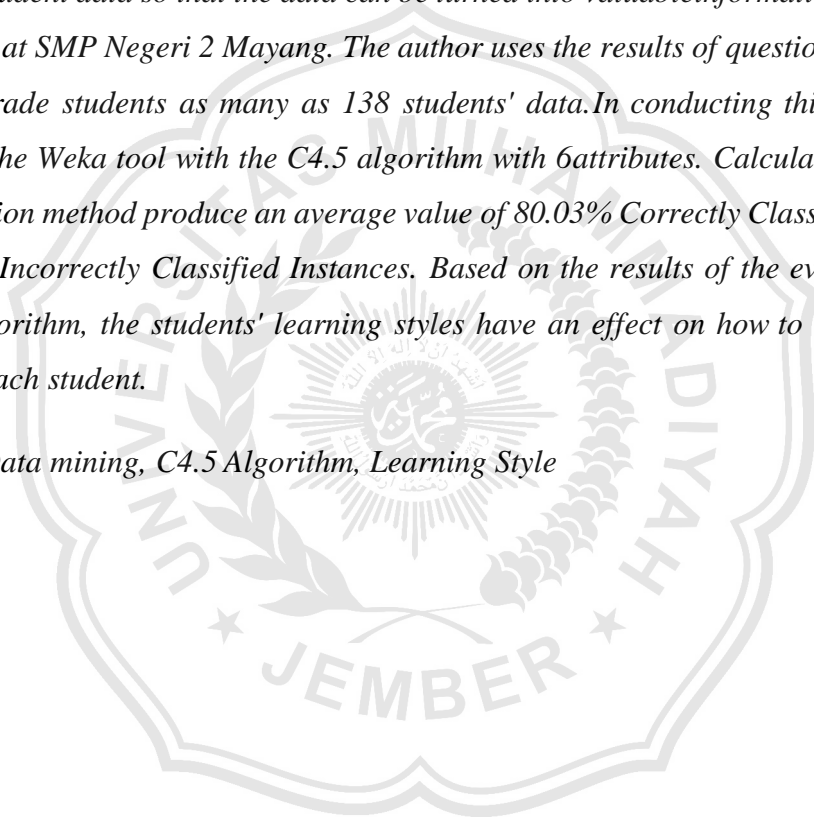 udent data so that the data can be turned into valuableinformati
at SMP Negeri 2 Mayang. The author uses the results of questio
rade students as many as 138 students' data.In conducting thi
he Weka tool with the C4.5 algorithm with 6attributes. Calcula
ion method produce an average value of 80.03% Correctly Class
Incorrectly Classified Instances. Based on the results of the ev
orithm, the students' learning styles have an effect on how to
ach student.
ata mining, C4.5 Algorithm, Learning Style
UNIVERSITAS MUHAMMADIYAH
JEMBER